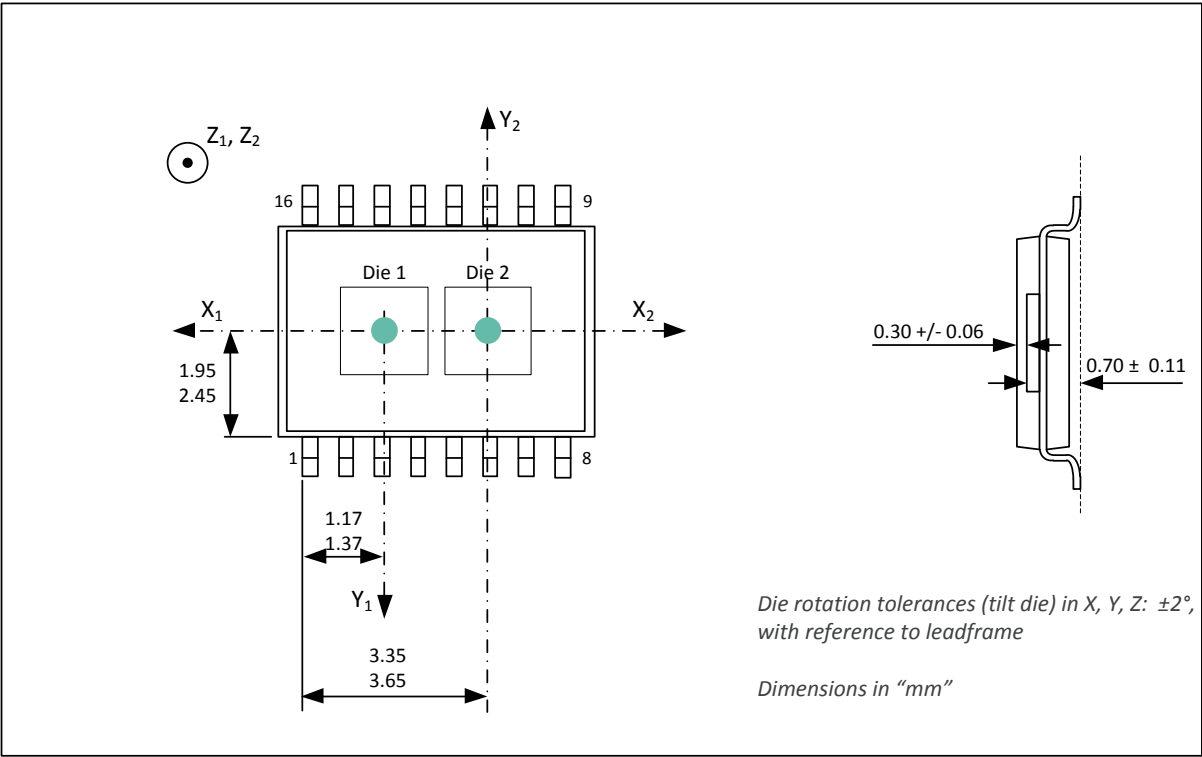 Z₁, Z₂
Y₂
16
9
Die 1
Die 2
X₁
X₂
1.95
2.45
1
8
1.17
1.37
Y₁
3.35
3.65
0.30 +/- 0.06
0.70 ± 0.11
Die rotation tolerances (tilt die) in X, Y, Z: ±2°,
with reference to leadframe
Dimensions in “mm”